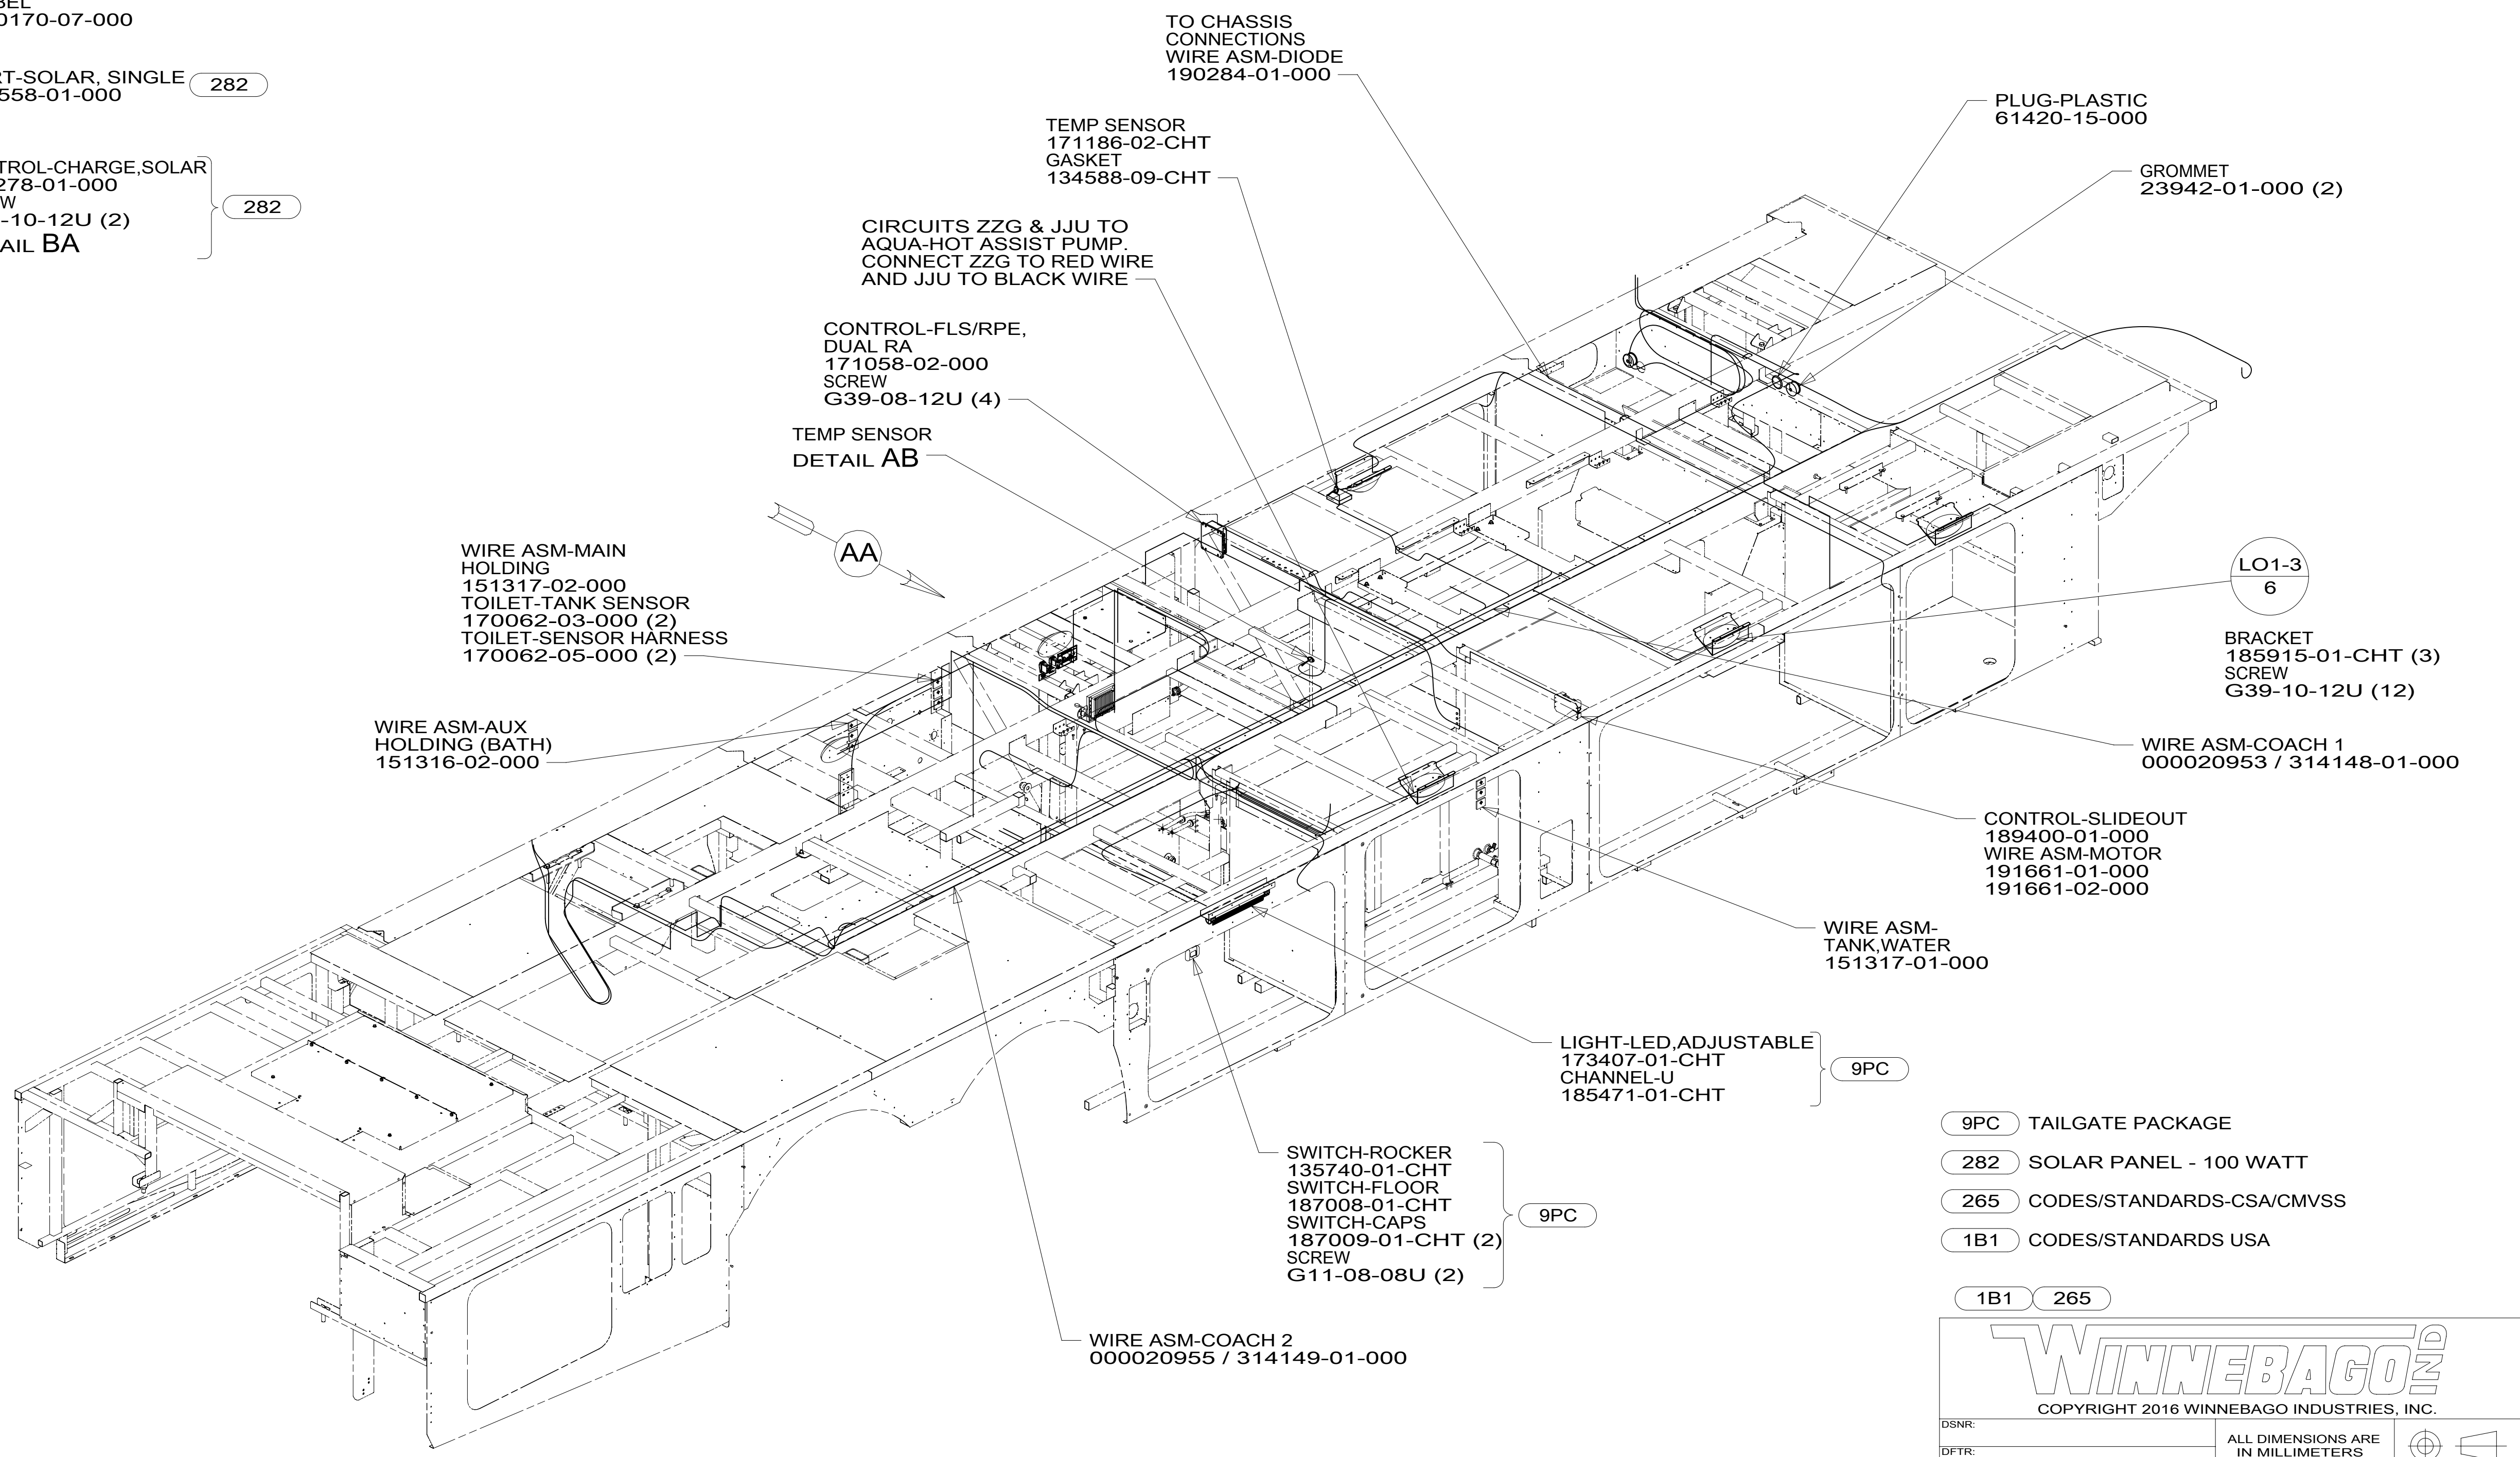 0170-07-000
RT-SOLAR, SINGLE
558-01-000
282
TROL-CHARGE,SOLAR
278-01-000
-10-12U (2)
AIL BA
282
TO CHASSIS
CONNECTIONS
WIRE ASM-DIODE
190284-01-000
TEMP SENSOR
171186-02-CHT
GASKET
134588-09-CHT
CIRCUITS ZZG & JJU TO
AQUA-HOT ASSIST PUMP.
CONNECT ZZG TO RED WIRE
AND JJU TO BLACK WIRE
CONTROL-FLS/RPE,
DUAL RA
171058-02-000
SCREW
G39-08-12U (4)
TEMP SENSOR
DETAIL AB
AA
WIRE ASM-MAIN
HOLDING
151317-02-000
TOILET-TANK SENSOR
170062-03-000 (2)
TOILET-SENSOR HARNESS
170062-05-000 (2)
WIRE ASM-AUX
HOLDING (BATH)
151316-02-000
PLUG-PLASTIC
61420-15-000
GROMMET
23942-01-000 (2)
LO1-3
6
BRACKET
185915-01-CHT (3)
SCREW
G39-10-12U (12)
WIRE ASM-COACH 1
000020953 / 314148-01-000
CONTROL-SLIDEOUT
189400-01-000
WIRE ASM-MOTOR
191661-01-000
191661-02-000
WIRE ASM-
TANK,WATER
151317-01-000
LIGHT-LED,ADJUSTABLE
173407-01-CHT
CHANNEL-U
185471-01-CHT
9PC
SWITCH-ROCKER
135740-01-CHT
SWITCH-FLOOR
187008-01-CHT
SWITCH-CAPS
187009-01-CHT (2)
SCREW
G11-08-08U (2)
9PC
WIRE ASM-COACH 2
000020955 / 314149-01-000
9PC TAILGATE PACKAGE
282 SOLAR PANEL - 100 WATT
265 CODES/STANDARDS-CSA/CMVSS
1B1 CODES/STANDARDS USA
1B1 265
WINNEBAGO IND
COPYRIGHT 2016 WINNEBAGO INDUSTRIES, INC.
DSNR:
DFTR:
ALL DIMENSIONS ARE
IN MILLIMETERS